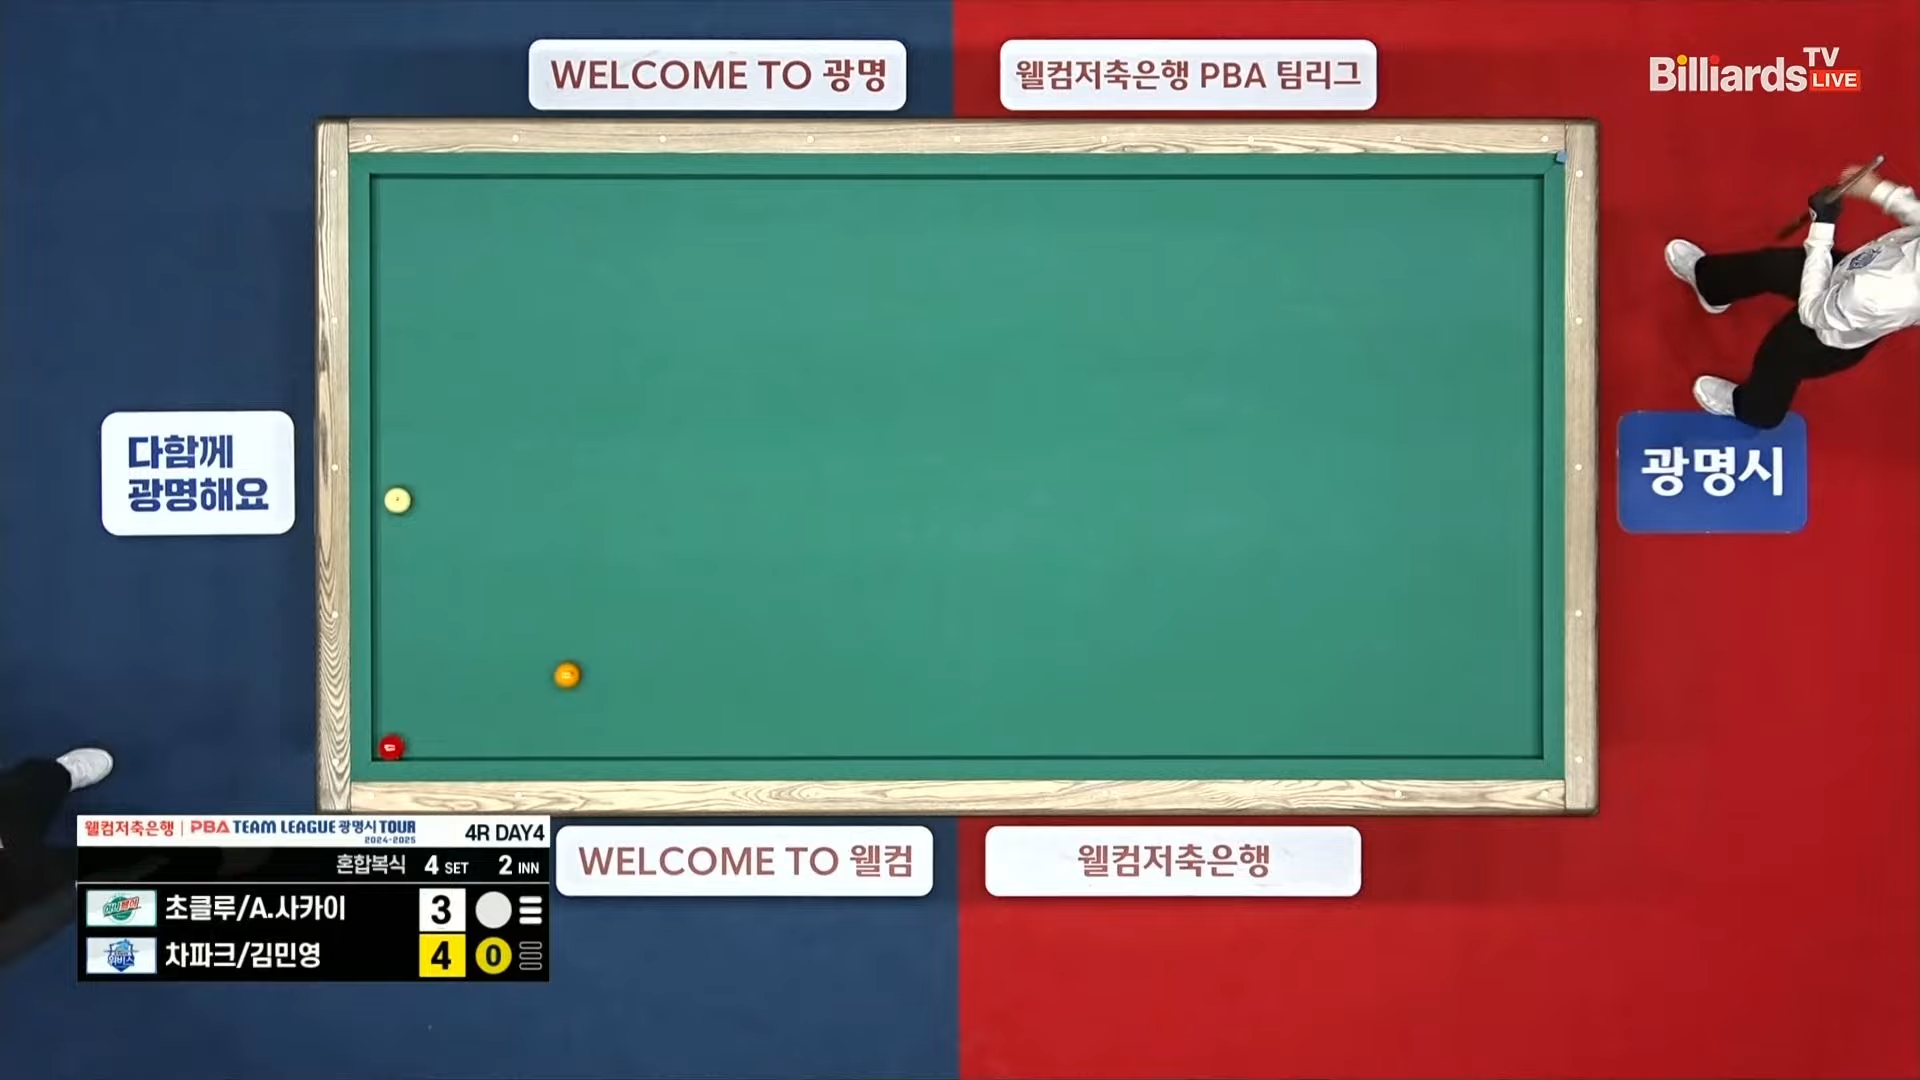 WELCOME TO 광명
웰컴저축은행 PBA 팀리그
Billiards TV
LIVE
다함께
광명해요
광명시
WELCOME TO 웰컴
웰컴저축은행
웰컴저축은행 | PBA TEAM LEAGUE 광명시 TOUR
2024-2025
4R DAY4
혼합복식 4 SET 2 INN
초클루/A.사카이 3
차파크/김민영 4 0